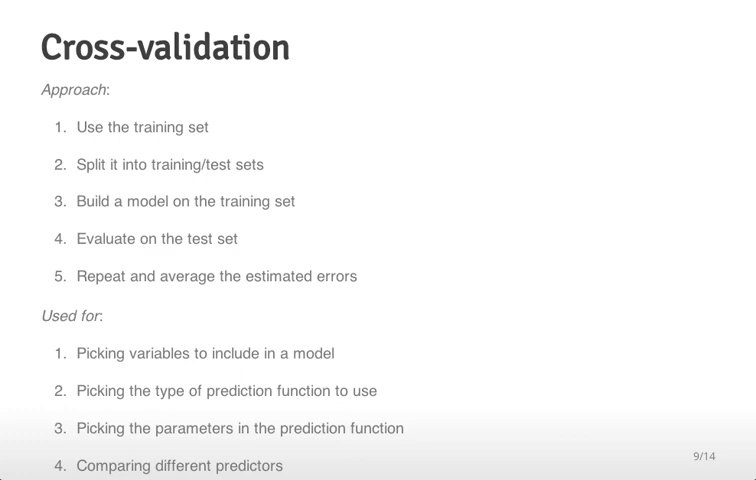 Cross-validation
Approach:
1. Use the training set
2. Split it into training/test sets
3. Build a model on the training set
4. Evaluate on the test set
5. Repeat and average the estimated errors
Used for:
1. Picking variables to include in a model
2. Picking the type of prediction function to use
3. Picking the parameters in the prediction function
4. Comparing different predictors
9/14